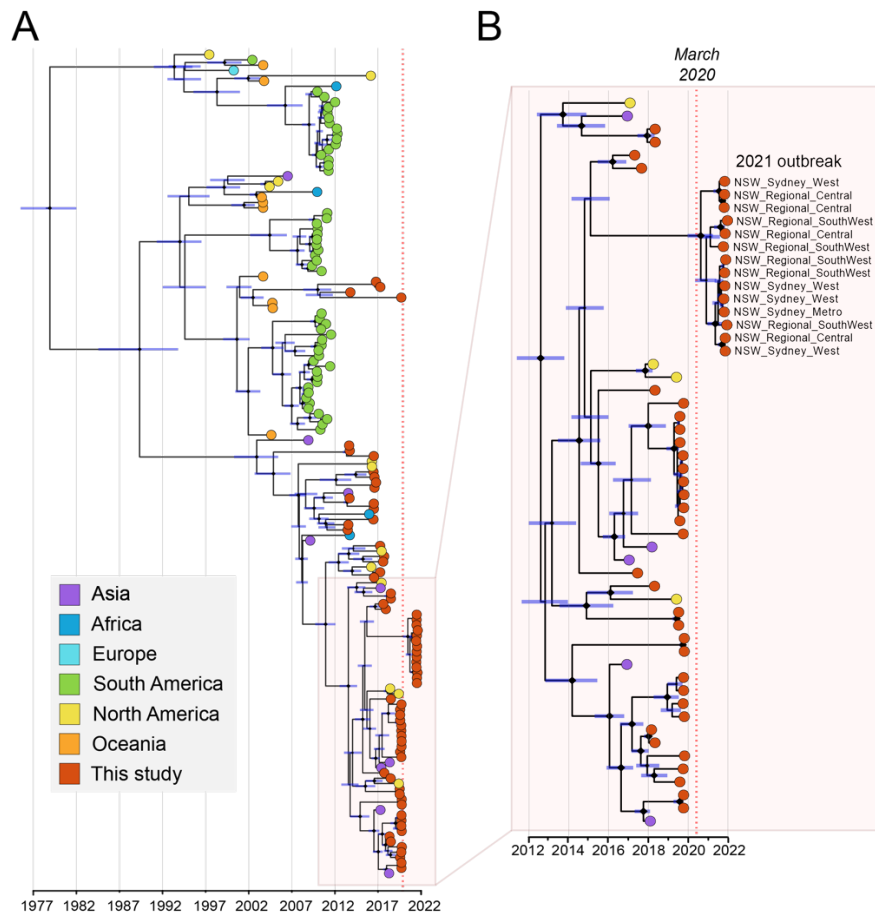 A
B
March
2020
2021 outbreak
NSW_Sydney_West
NSW_Regional_Central
NSW_Regional_Central
NSW_Regional_SouthWest
NSW_Regional_Central
NSW_Regional_SouthWest
NSW_Regional_SouthWest
NSW_Regional_SouthWest
NSW_Sydney_West
NSW_Sydney_West
NSW_Sydney_Metro
NSW_Regional_SouthWest
NSW_Regional_Central
NSW_Sydney_West
Asia
Africa
Europe
South America
North America
Oceania
This study
2012 2014 2016 2018 2020 2022
1977 1982 1987 1992 1997 2002 2007 2012 2017 2022